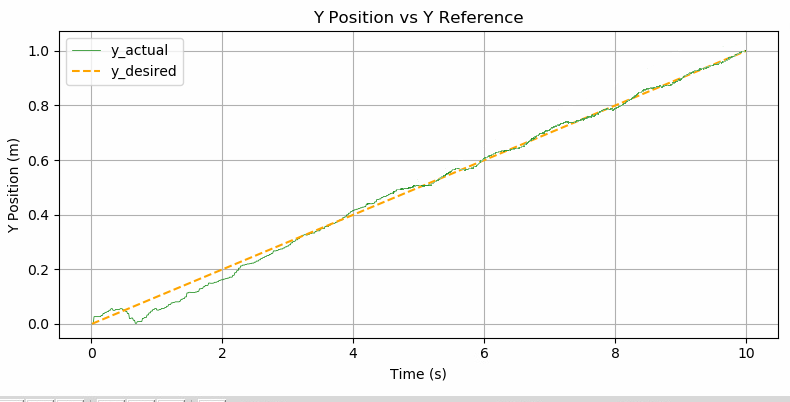 Y Position vs Y Reference
y_actual
y_desired
1.0
0.8
0.6
0.4
0.2
0.0
Y Position (m)
0 2 4 6 8 10
Time (s)